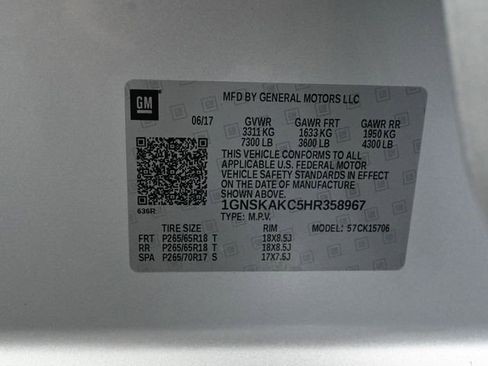 GM
MFD BY GENERAL MOTORS LLC
06/17 GVWR GAWR FRT GAWR RR
3311 KG 1633 KG 1950 KG
7300 LB 3600 LB 4300 LB
THIS VEHICLE CONFORMS TO ALL
APPLICABLE U.S. FEDERAL MOTOR
VEHICLE SAFETY STANDARDS IN EFFECT
ON THE DATE OF MANUFACTURE
SHOWN ABOVE.
1GNSKAKC5HR358967
636R TYPE: M.P.V.
TIRE SIZE RIM MODEL: 57CK15706
FRT P265/65R18 T 18X8.5J
RR P265/65R18 T 18X8.5J
SPA P265/70R17 S 17X7.5J